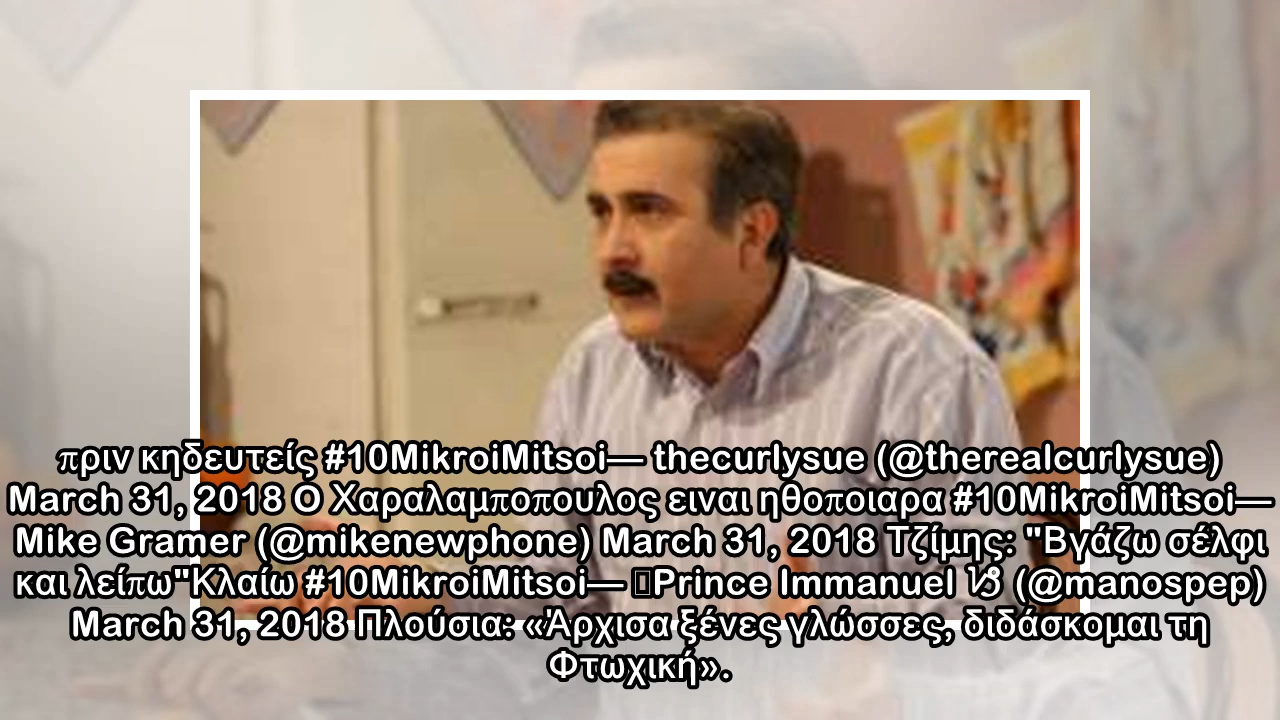 πριν κηδευτείς #10MikroiMitsoi— thecurlysue (@therealcurlysue)
March 31, 2018 Ο Χαραλαμποπουλος ειναι ηθοποιαρα #10MikroiMitsoi—
Mike Gramer (@mikenewphone) March 31, 2018 Τζίμης: "Βγάζω σέλφι
και λείπω"Κλαίω #10MikroiMitsoi— Prince Immanuel ♑ (@manospep)
March 31, 2018 Πλούσια: «Άρχισα ξένες γλώσσες, διδάσκομαι τη
Φτωχική».